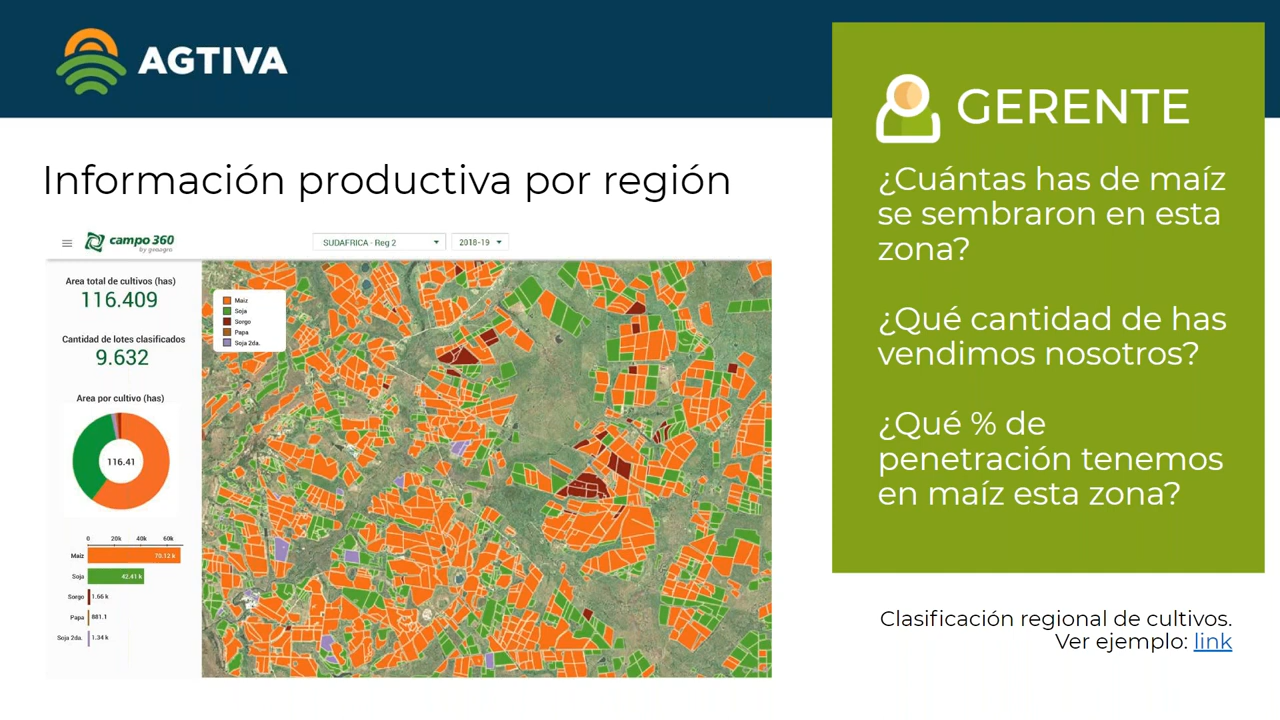 AGTIVA
GERENTE
Información productiva por región
¿Cuántas has de maíz
se sembraron en esta
zona?
¿Qué cantidad de has
vendimos nosotros?
¿Qué % de
penetración tenemos
en maíz esta zona?
campo 360
by geoagro
SUDAFRICA - Reg 2
2018-19
Area total de cultivos (has)
116.409
Cantidad de lotes clasificados
9.632
Area por cultivo (has)
116.41
0 20k 40k 60k
Maíz 70.12 k
Soja 42.41 k
Sorgo 1.66 k
Papa 881.1
Soja 2da. 1.34 k
Maíz
Soja
Sorgo
Papa
Soja 2da.
Clasificación regional de cultivos.
Ver ejemplo: link